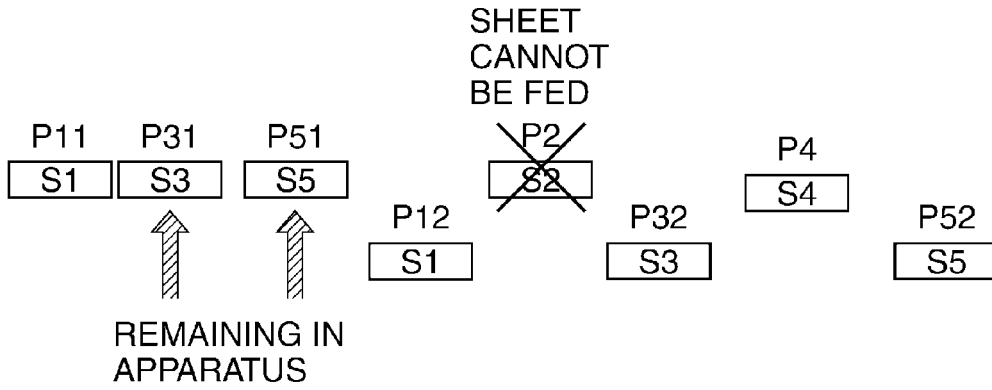 SHEET
CANNOT
BE FED
P11 P31 P51 P2 P4
S1 S3 S5 S2 S4
P12 P32 P52
S1 S3 S5
REMAINING IN
APPARATUS